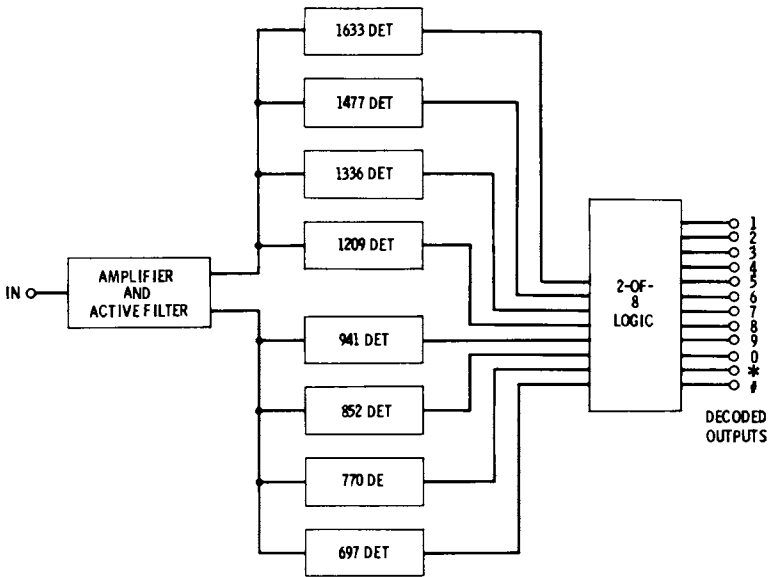 1633 DET
1477 DET
1336 DET
1209 DET
IN
AMPLIFIER
AND
ACTIVE FILTER
941 DET
852 DET
770 DE
697 DET
2-OF-
8
LOGIC
1
2
3
4
5
6
7
8
9
0
*
#
DECODED
OUTPUTS